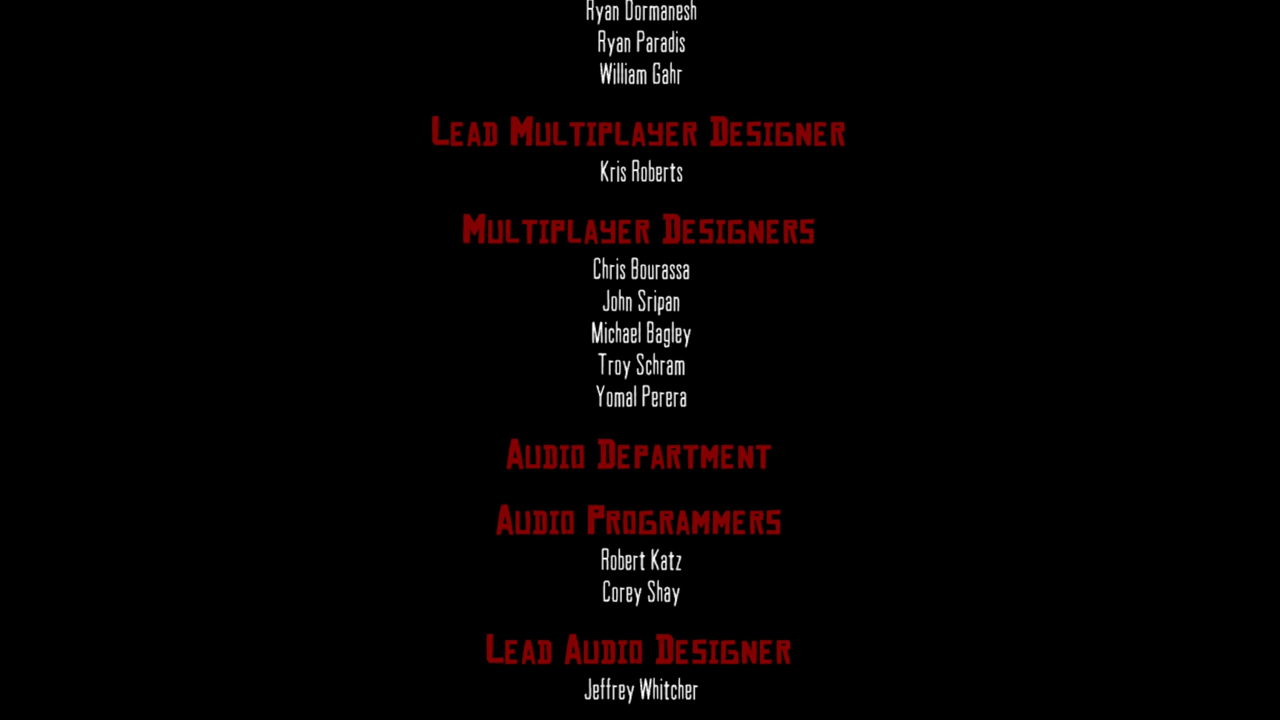 Ryan Dormanesh
Ryan Paradis
William Gahr
Lead Multiplayer Designer
Kris Roberts
Multiplayer Designers
Chris Bourassa
John Sripan
Michael Bagley
Troy Schram
Yomal Perera
Audio Department
Audio Programmers
Robert Katz
Corey Shay
Lead Audio Designer
Jeffrey Whitcher